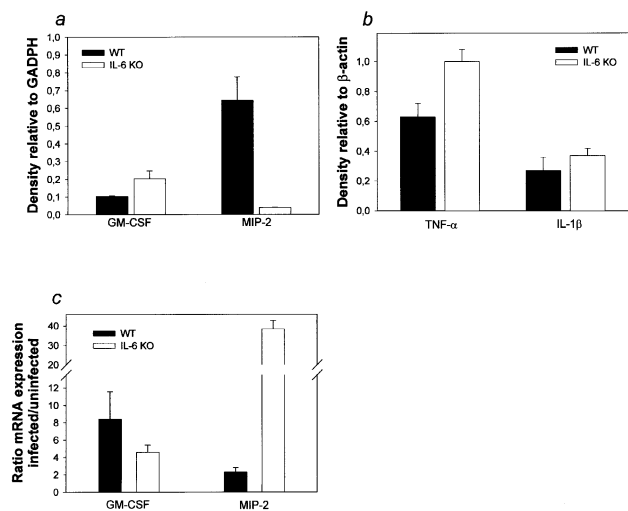 a
Density relative to GADPH
1,0
0,9
0,8
0,7
0,6
0,5
0,4
0,3
0,2
0,1
0,0
WT
IL-6 KO
GM-CSF
MIP-2
b
Density relative to β-actin
1,0
0,8
0,6
0,4
0,2
0,0
WT
IL-6 KO
TNF-α
IL-1β
c
Ratio mRNA expression
infected/uninfected
40
30
20
12
10
8
6
4
2
0
WT
IL-6 KO
GM-CSF
MIP-2